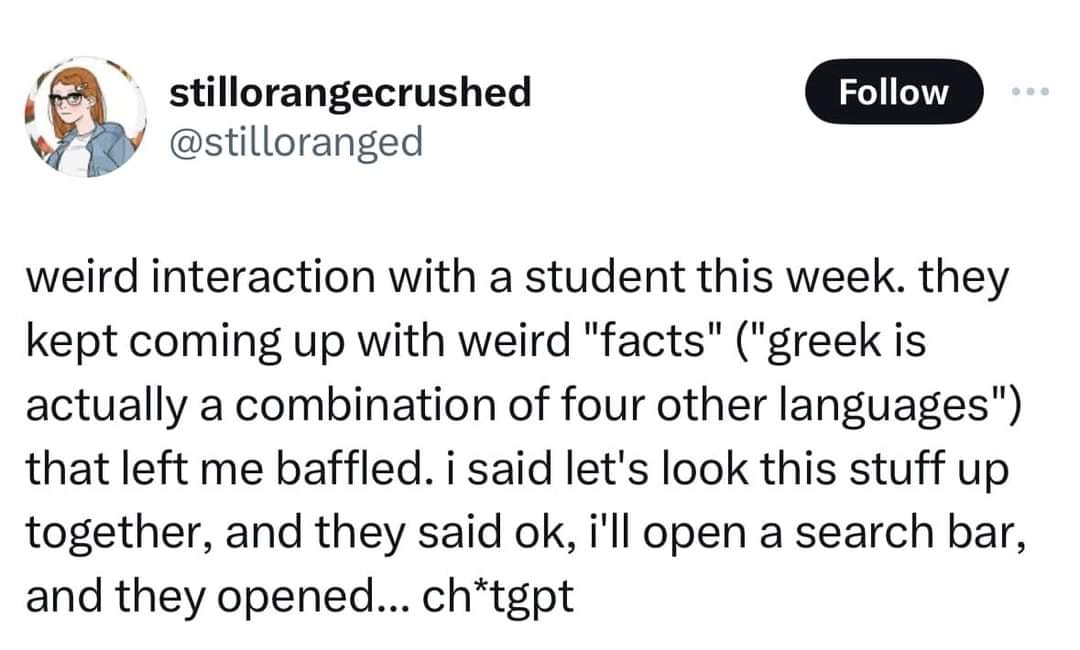 stillorangecrushed
Follow
@stilloranged
weird interaction with a student this week. they
kept coming up with weird "facts" ("greek is
actually a combination of four other languages")
that left me baffled. i said let's look this stuff up
together, and they said ok, i'll open a search bar,
and they opened... ch*tgpt